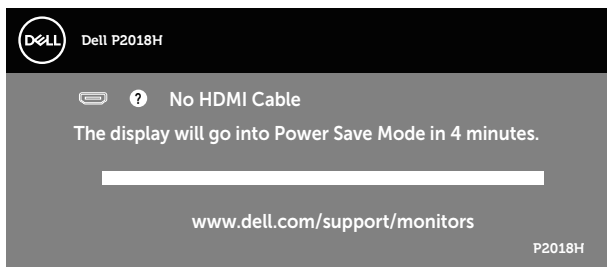 DELL Dell P2018H
? No HDMI Cable
The display will go into Power Save Mode in 4 minutes.
www.dell.com/support/monitors
P2018H